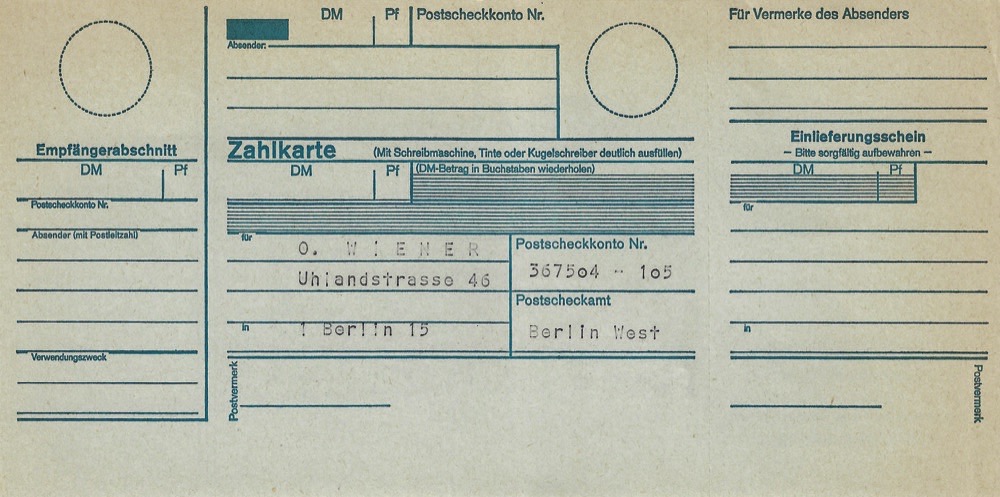 Empfängerabschnitt
DM Pf
Postscheckkonto Nr.
Absender (mit Postleitzahl)
Verwendungszweck
DM Pf Postscheckkonto Nr.
Absender:
Zahlkarte (Mit Schreibmaschine, Tinte oder Kugelschreiber deutlich ausfüllen)
DM Pf (DM-Betrag in Buchstaben wiederholen)
für O. WIENER
Uhlandstrasse 46
in 1 Berlin 15
Postscheckkonto Nr.
3675o4 - 1o5
Postscheckamt
Berlin West
Postvermerk
Für Vermerke des Absenders
Einlieferungsschein
– Bitte sorgfältig aufbewahren –
DM Pf
für
in
Postvermerk